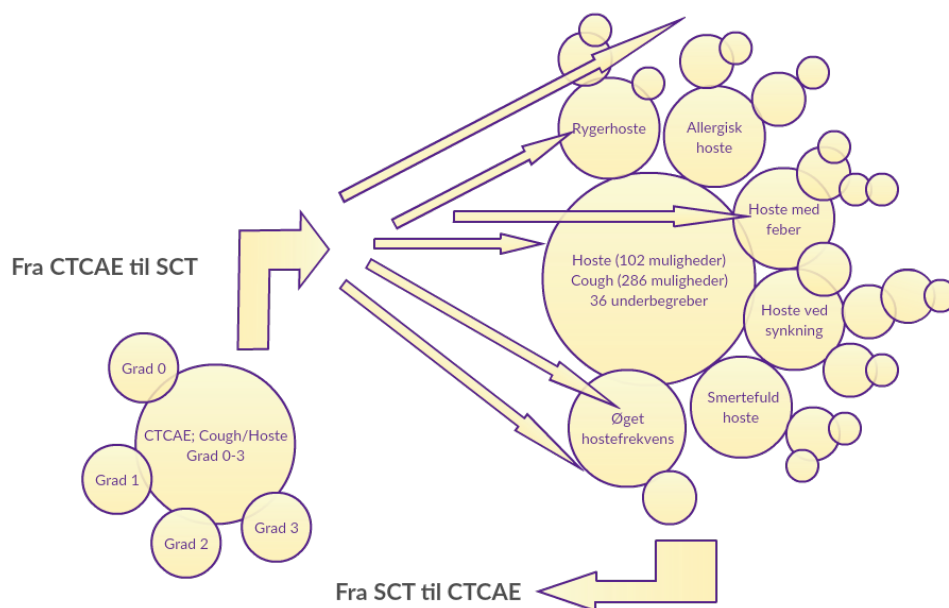 Rygerhoste
Allergisk
hoste
Hoste med
feber
Fra CTCAE til SCT
Hoste (102 muligheder)
Cough (286 muligheder)
36 underbegreber
Hoste ved
synkning
Grad 0
Smertefuld
hoste
Øget
hostefrekvens
CTCAE; Cough/Hoste
Grad 0-3
Grad 1
Grad 2
Grad 3
Fra SCT til CTCAE